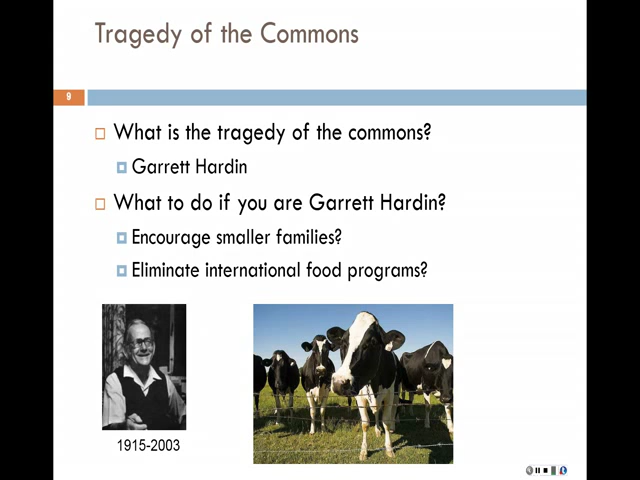 Tragedy of the Commons
9
What is the tragedy of the commons?
Garrett Hardin
What to do if you are Garrett Hardin?
Encourage smaller families?
Eliminate international food programs?
1915-2003